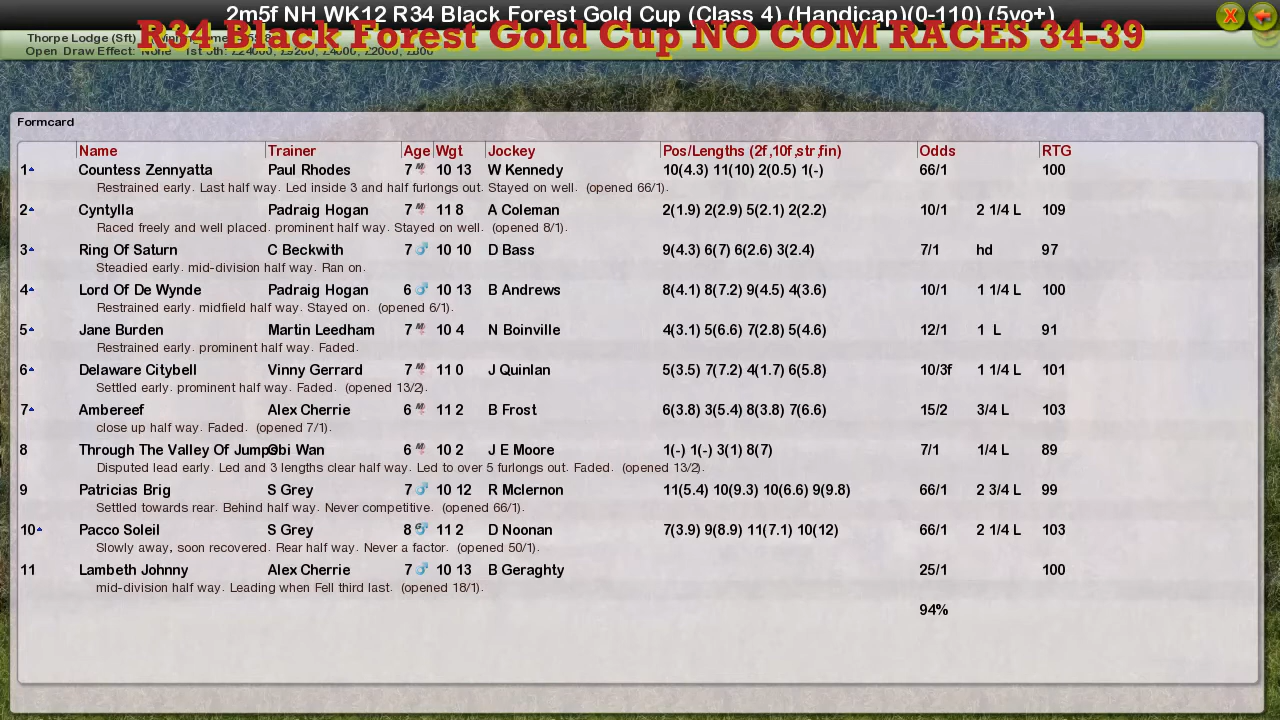 2m5f NH WK12 R34 Black Forest Gold Cup (Class 4) (Handicap)(0-110) (5yo+)
R34 Black Forest Gold Cup NO COM RACES 34-39
Thorpe Lodge (Sft)
Open Draw Effect: None
Formcard
Name Trainer Age Wgt Jockey Pos/Lengths (2f,10f,str,fin) Odds RTG
1 Countess Zennyatta Paul Rhodes 7 10 13 W Kennedy 10(4.3) 11(10) 2(0.5) 1(-) 66/1 100
Restrained early. Last half way. Led inside 3 and half furlongs out. Stayed on well. (opened 66/1).
2 Cyntylla Padraig Hogan 7 11 8 A Coleman 2(1.9) 2(2.9) 5(2.1) 2(2.2) 10/1 2 1/4 L 109
Raced freely and well placed. prominent half way. Stayed on well. (opened 8/1).
3 Ring Of Saturn C Beckwith 7 10 10 D Bass 9(4.3) 6(7) 6(2.6) 3(2.4) 7/1 hd 97
Steadied early. mid-division half way. Ran on.
4 Lord Of De Wynde Padraig Hogan 6 10 13 B Andrews 8(4.1) 8(7.2) 9(4.5) 4(3.6) 10/1 1 1/4 L 100
Restrained early. midfield half way. Stayed on. (opened 6/1).
5 Jane Burden Martin Leedham 7 10 4 N Boinville 4(3.1) 5(6.6) 7(2.8) 5(4.6) 12/1 1 L 91
Restrained early. prominent half way. Faded.
6 Delaware Citybell Vinny Gerrard 7 11 0 J Quinlan 5(3.5) 7(7.2) 4(1.7) 6(5.8) 10/3f 1 1/4 L 101
Settled early. prominent half way. Faded. (opened 13/2).
7 Ambereef Alex Cherrie 6 11 2 B Frost 6(3.8) 3(5.4) 8(3.8) 7(6.6) 15/2 3/4 L 103
close up half way. Faded. (opened 7/1).
8 Through The Valley Of Jumps Obi Wan 6 10 2 J E Moore 1(-) 1(-) 3(1) 8(7) 7/1 1/4 L 89
Disputed lead early. Led and 3 lengths clear half way. Led to over 5 furlongs out. Faded. (opened 13/2).
9 Patricias Brig S Grey 7 10 12 R Mclernon 11(5.4) 10(9.3) 10(6.6) 9(9.8) 66/1 2 3/4 L 99
Settled towards rear. Behind half way. Never competitive. (opened 66/1).
10 Pacco Soleil S Grey 8 11 2 D Noonan 7(3.9) 9(8.9) 11(7.1) 10(12) 66/1 2 1/4 L 103
Slowly away, soon recovered. Rear half way. Never a factor. (opened 50/1).
11 Lambeth Johnny Alex Cherrie 7 10 13 B Geraghty 25/1 100
mid-division half way. Leading when Fell third last. (opened 18/1).
94%